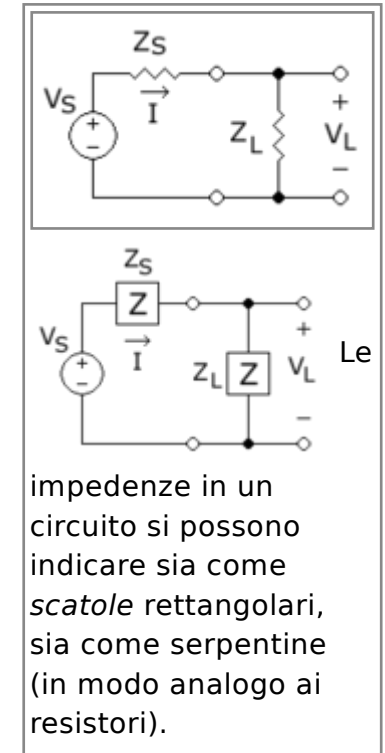 ZS
VS
+
−
→
I
ZL
+
VL
−
ZS
Z
VS
+
−
→
I
ZL
Z
+
VL
−
Le
impedenze in un
circuito si possono
indicare sia come
scatole rettangolari,
sia come serpentine
(in modo analogo ai
resistori).